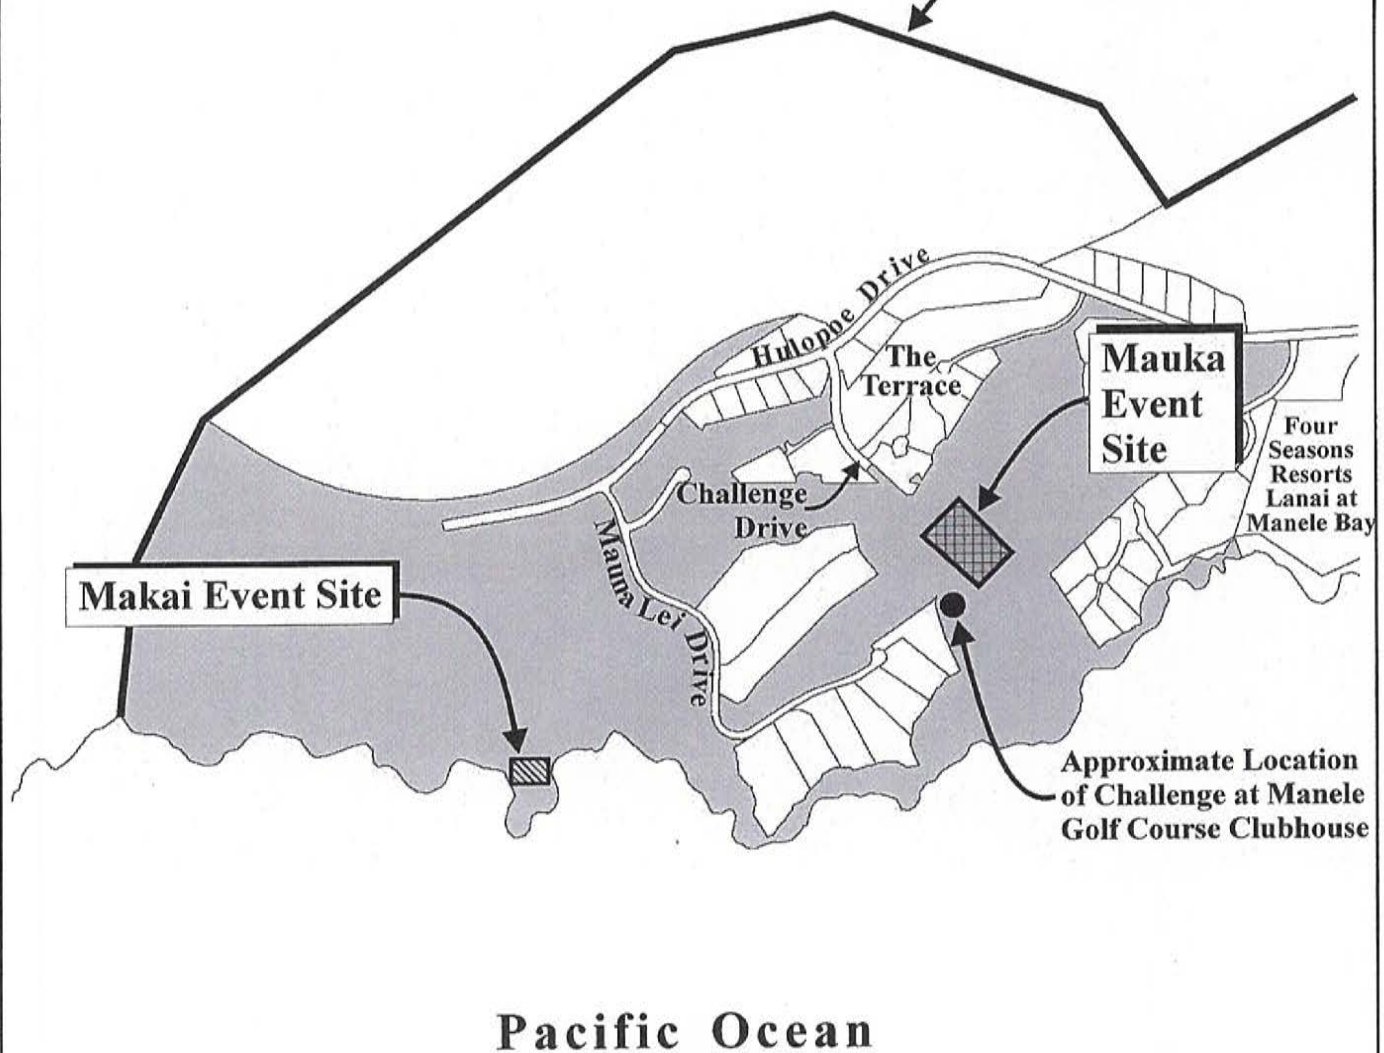 Huloppe Drive
The
Terrace
Mauka
Event
Site
Four
Seasons
Resorts
Lanai at
Manele Bay
Challenge
Drive
Mauna Lei Drive
Makai Event Site
Approximate Location
of Challenge at Manele
Golf Course Clubhouse
Pacific Ocean